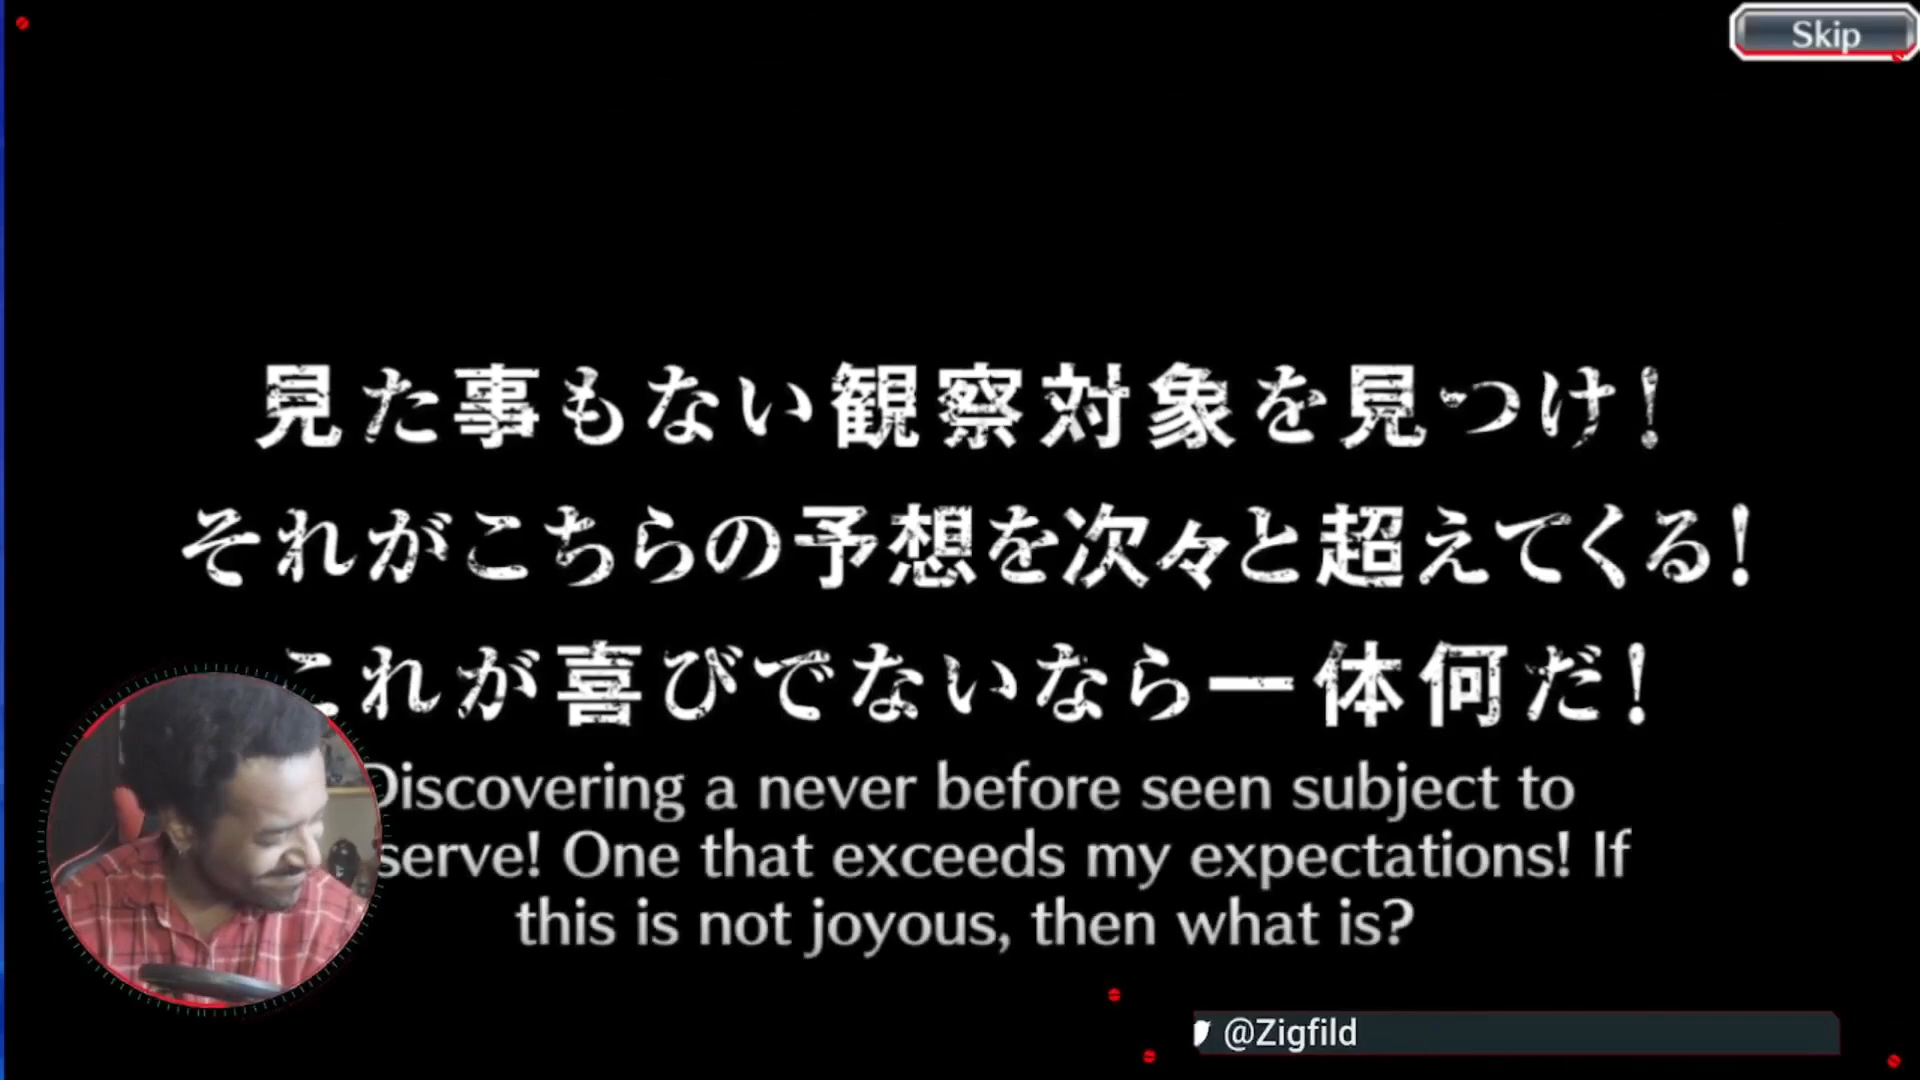 Skip
見た事もない観察対象を見つけ!
それがこちらの予想を次々と超えてくる!
これが喜びでないなら一体何だ!
Discovering a never before seen subject to
serve! One that exceeds my expectations! If
this is not joyous, then what is?
@Zigfild